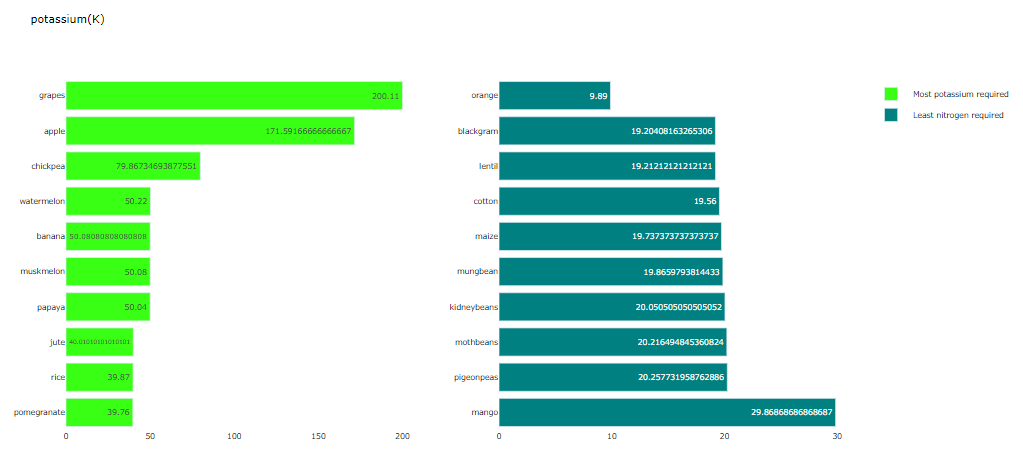 potassium(K)
grapes 200.11
apple 171.59166666666667
chickpea 79.86734693877551
watermelon 50.22
banana 50.08080808080808
muskmelon 50.08
papaya 50.04
jute 40.01010101010101
rice 39.87
pomegranate 39.76
0 50 100 150 200
orange 9.89
blackgram 19.20408163265306
lentil 19.21212121212121
cotton 19.56
maize 19.737373737373737
mungbean 19.8659793814433
kidneybeans 20.050505050505052
mothbeans 20.216494845360824
pigeonpeas 20.257731958762886
mango 29.86868686868687
0 10 20 30
Most potassium required
Least nitrogen required